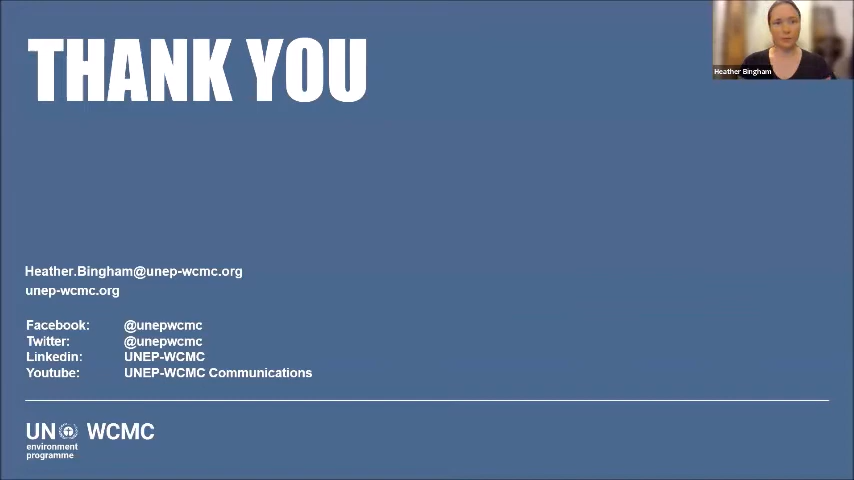 THANK YOU
Heather Bingham
Heather.Bingham@unep-wcmc.org
unep-wcmc.org
Facebook: @unepwcmc
Twitter: @unepwcmc
Linkedin: UNEP-WCMC
Youtube: UNEP-WCMC Communications
UN WCMC
environment
programme